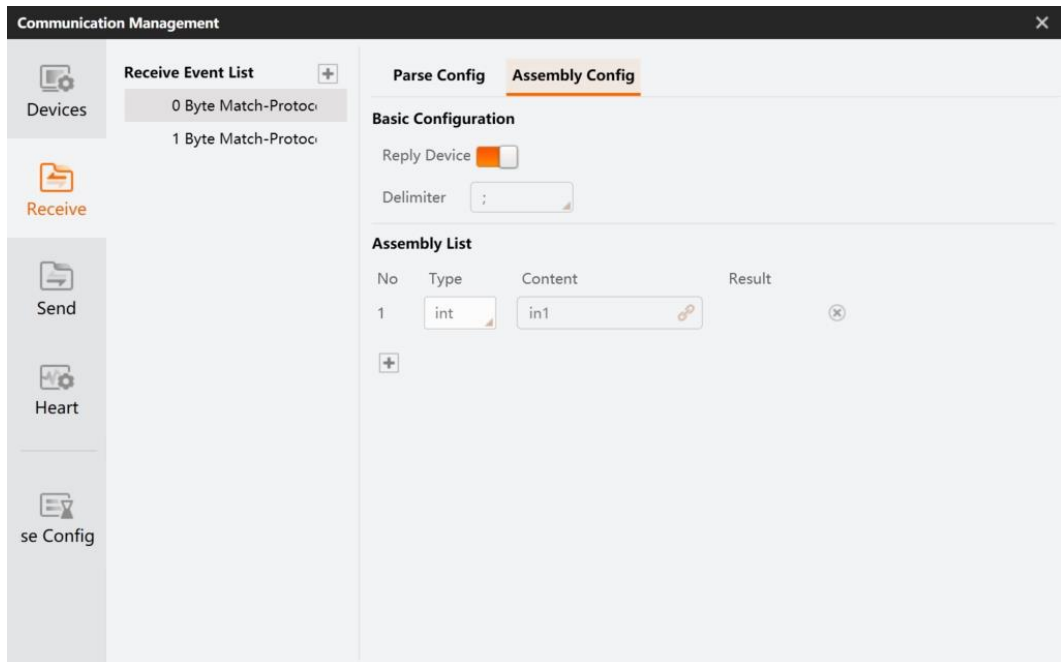 Communication Management
Devices
Receive
Send
Heart
se Config
Receive Event List
0 Byte Match-Protoc
1 Byte Match-Protoc
Parse Config Assembly Config
Basic Configuration
Reply Device
Delimiter ;
Assembly List
No Type Content Result
1 int in1